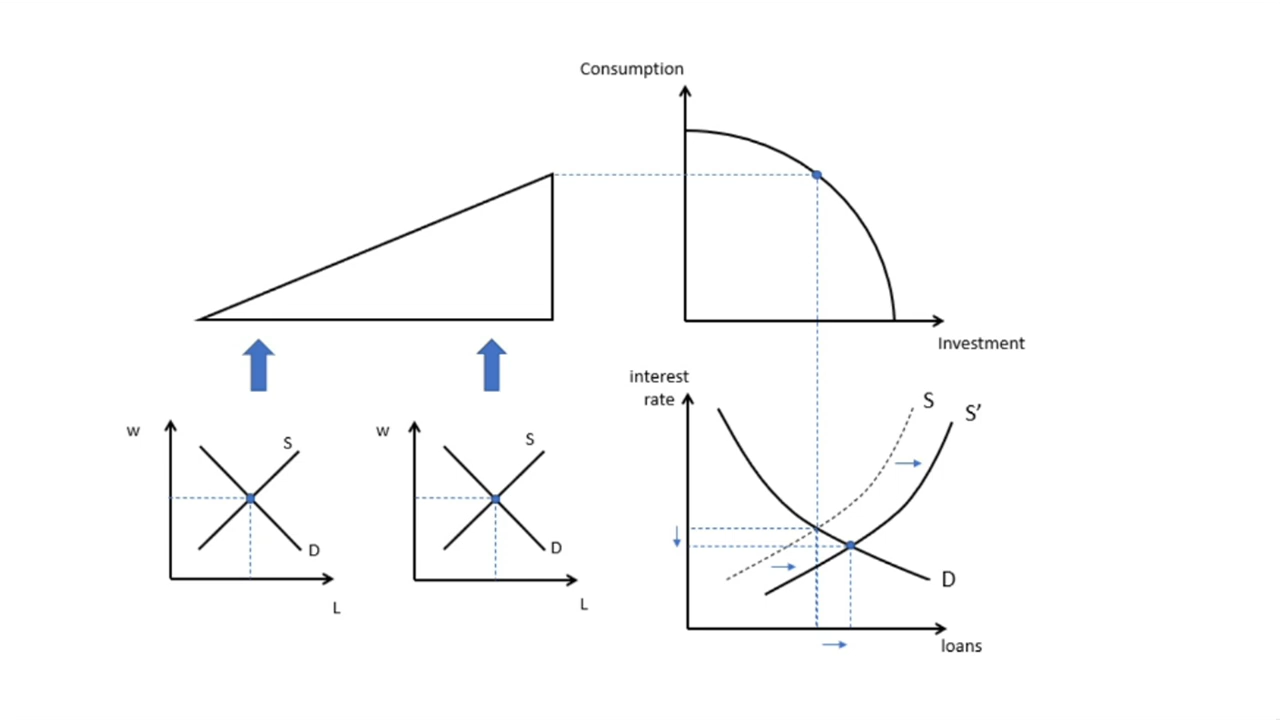 Consumption
Investment
interest
rate
S
S’
D
loans
w
S
D
L
w
S
D
L